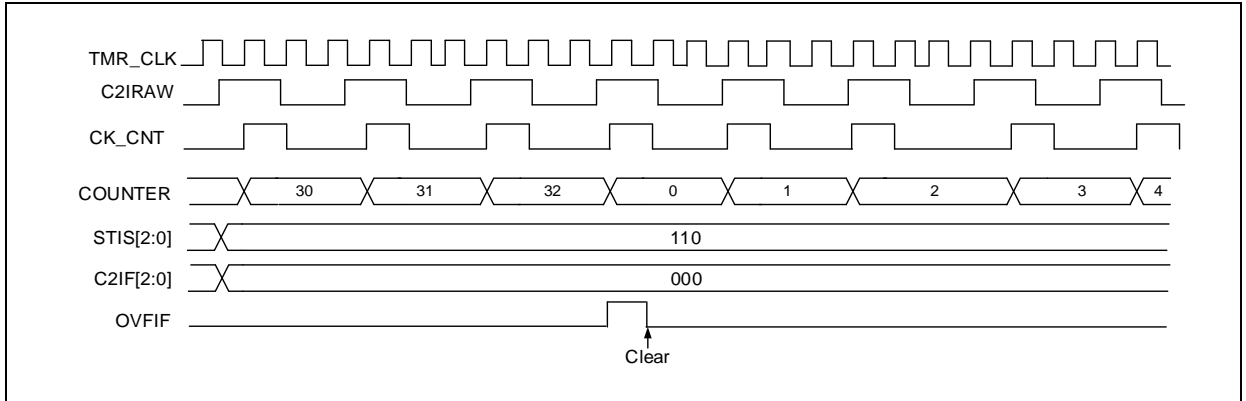 TMR_CLK
C2IRAW
CK_CNT
COUNTER 30 31 32 0 1 2 3 4
STIS[2:0] 110
C2IF[2:0] 000
OVFIF
Clear